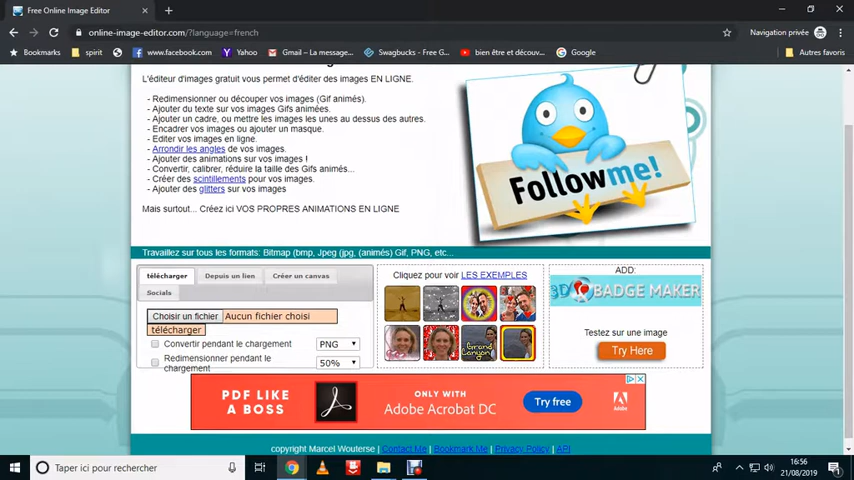 Free Online Image Editor
online-image-editor.com/?language=french
Navigation privée
Bookmarks
spirit
www.facebook.com
Yahoo
Gmail – La message...
Swagbucks - Free G...
bien être et découv...
Google
Autres favoris
L'éditeur d'images gratuit vous permet d'éditer des images EN LIGNE.
- Redimensionner ou découper vos images (Gif animés).
- Ajouter du texte sur vos images Gifs animées.
- Ajouter un cadre, ou mettre les images les unes au dessus des autres.
- Encadrer vos images ou ajouter un masque.
- Editer vos images en ligne.
- Arrondir les angles de vos images.
- Ajouter des animations sur vos images !
- Convertir, calibrer, réduire la taille des Gifs animés...
- Créer des scintillements pour vos images.
- Ajouter des glitters sur vos images
Mais surtout... Créez ici VOS PROPRES ANIMATIONS EN LIGNE
Followme!
Travaillez sur tous les formats: Bitmap (bmp, Jpeg (jpg, (animés) Gif, PNG, etc...
télécharger
Depuis un lien
Créer un canvas
Socials
Choisir un fichier Aucun fichier choisi
télécharger
Convertir pendant le chargement PNG
Redimensionner pendant le chargement 50%
Cliquez pour voir LES EXEMPLES
Grand
Canyon
ADD:
3D BADGE MAKER
Testez sur une image
Try Here
PDF LIKE
A BOSS
ONLY WITH
Adobe Acrobat DC
Try free
Adobe
copyright Marcel Wouterse | Contact Me | Bookmark Me | Privacy Policy | API
Taper ici pour rechercher
16:56
21/08/2019